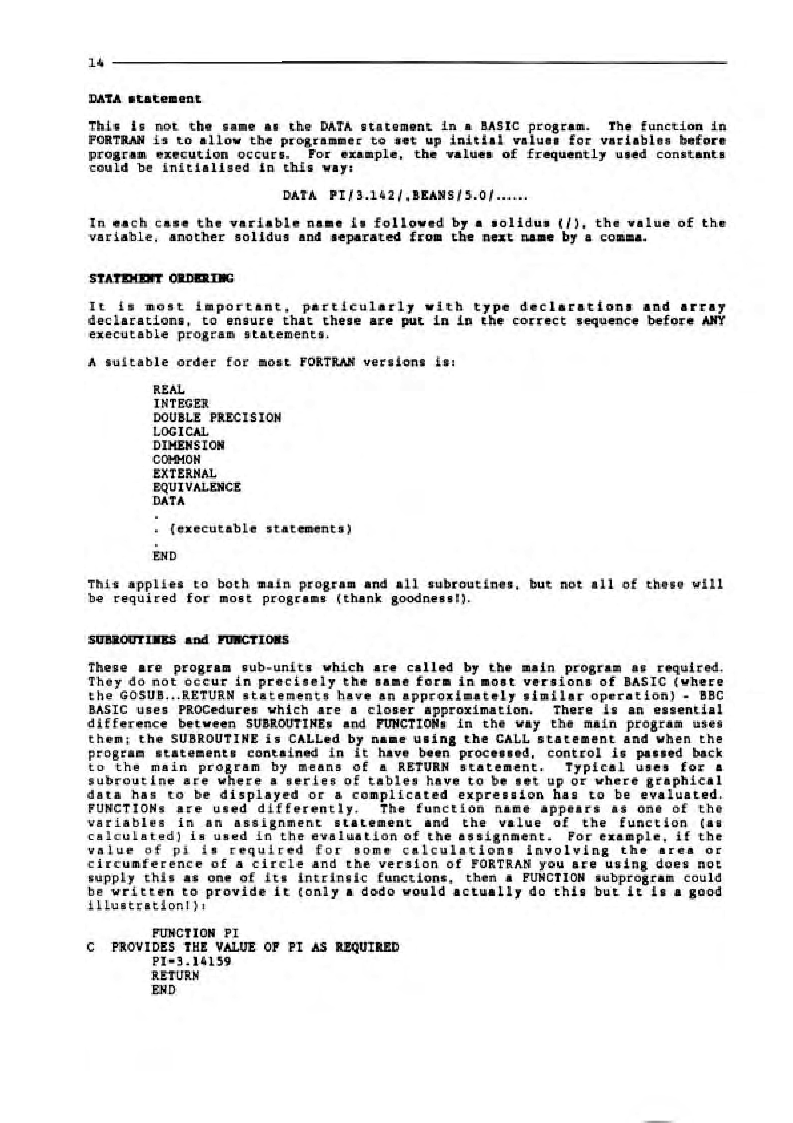 14
DATA statement
This is not the same as the DATA statement in a BASIC program. The function in
FORTRAN is to allow the programmer to set up initial values for variables before
program execution occurs. For example, the values of frequently used constants
could be initialised in this way:
DATA PI/3.142/,BEANS/5.0/......
In each case the variable name is followed by a solidus (/), the value of the
variable, another solidus and separated from the next name by a comma.
STATEMENT ORDERING
It is most important, particularly with type declarations and array
declarations, to ensure that these are put in in the correct sequence before ANY
executable program statements.
A suitable order for most FORTRAN versions is:
REAL
INTEGER
DOUBLE PRECISION
LOGICAL
DIMENSION
COMMON
EXTERNAL
EQUIVALENCE
DATA
.
. (executable statements)
.
END
This applies to both main program and all subroutines, but not all of these will
be required for most programs (thank goodness!).
SUBROUTINES and FUNCTIONS
These are program sub-units which are called by the main program as required.
They do not occur in precisely the same form in most versions of BASIC (where
the GOSUB...RETURN statements have an approximately similar operation) - BBC
BASIC uses PROCedures which are a closer approximation. There is an essential
difference between SUBROUTINEs and FUNCTIONs in the way the main program uses
them; the SUBROUTINE is CALLed by name using the CALL statement and when the
program statements contained in it have been processed, control is passed back
to the main program by means of a RETURN statement. Typical uses for a
subroutine are where a series of tables have to be set up or where graphical
data has to be displayed or a complicated expression has to be evaluated.
FUNCTIONs are used differently. The function name appears as one of the
variables in an assignment statement and the value of the function (as
calculated) is used in the evaluation of the assignment. For example, if the
value of pi is required for some calculations involving the area or
circumference of a circle and the version of FORTRAN you are using does not
supply this as one of its intrinsic functions, then a FUNCTION subprogram could
be written to provide it (only a dodo would actually do this but it is a good
illustration!):
FUNCTION PI
C PROVIDES THE VALUE OF PI AS REQUIRED
PI=3.14159
RETURN
END